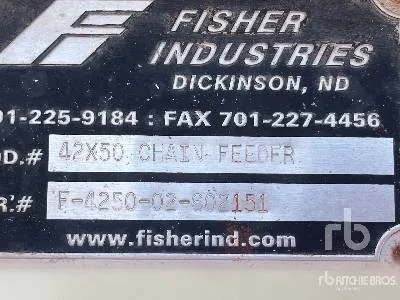 FISHER
INDUSTRIES
DICKINSON, ND
01-225-9184 : FAX 701-227-4456
OD.# 42X50 CHAIN FEEDER
R.# F-4250-02-802151
www.fisherind.com
rb
RITCHIE BROS